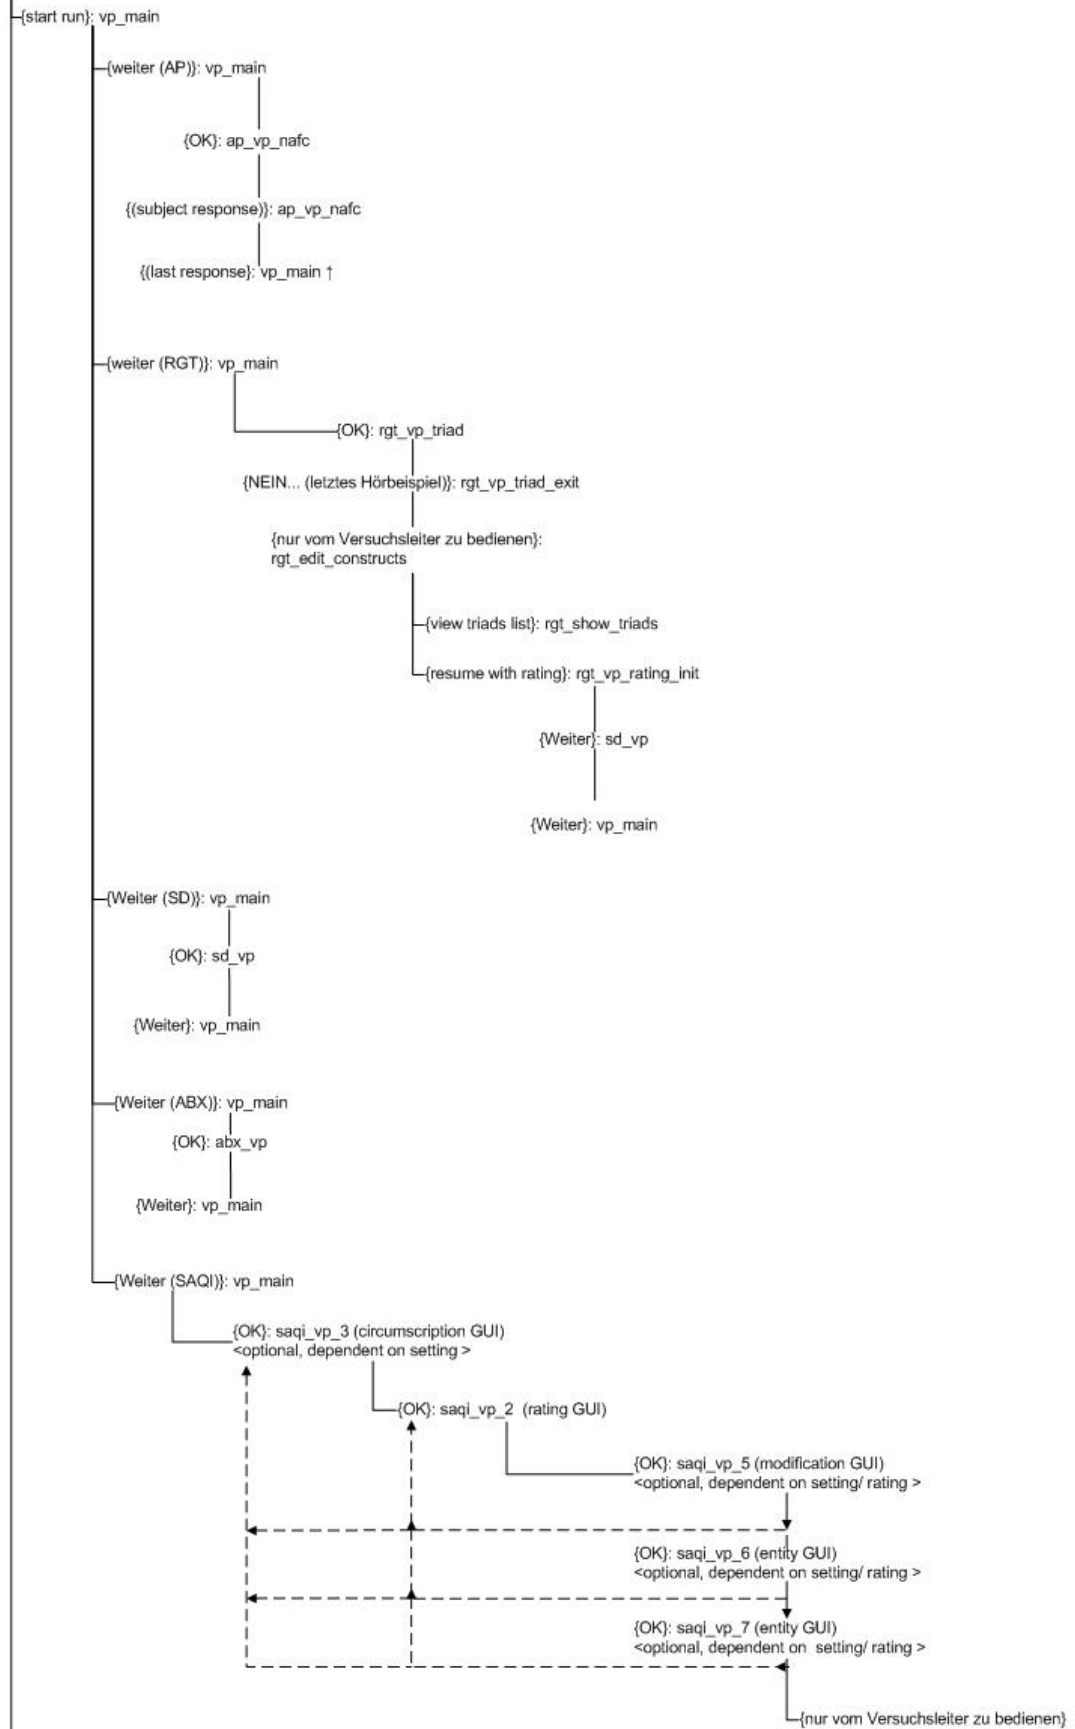 {start run}: vp_main
{weiter (AP)}: vp_main
{OK}: ap_vp_nafc
{(subject response)}: ap_vp_nafc
{(last response}: vp_main ↑
{weiter (RGT)}: vp_main
{OK}: rgt_vp_triad
{NEIN... (letztes Hörbeispiel)}: rgt_vp_triad_exit
{nur vom Versuchsleiter zu bedienen}:
rgt_edit_constructs
{view triads list}: rgt_show_triads
{resume with rating}: rgt_vp_rating_init
{Weiter}: sd_vp
{Weiter}: vp_main
{Weiter (SD)}: vp_main
{OK}: sd_vp
{Weiter}: vp_main
{Weiter (ABX)}: vp_main
{OK}: abx_vp
{Weiter}: vp_main
{Weiter (SAQI)}: vp_main
{OK}: saqi_vp_3 (circumscription GUI)
<optional, dependent on setting >
{OK}: saqi_vp_2 (rating GUI)
{OK}: saqi_vp_5 (modification GUI)
<optional, dependent on setting/ rating >
{OK}: saqi_vp_6 (entity GUI)
<optional, dependent on setting/ rating >
{OK}: saqi_vp_7 (entity GUI)
<optional, dependent on setting/ rating >
{nur vom Versuchsleiter zu bedienen}